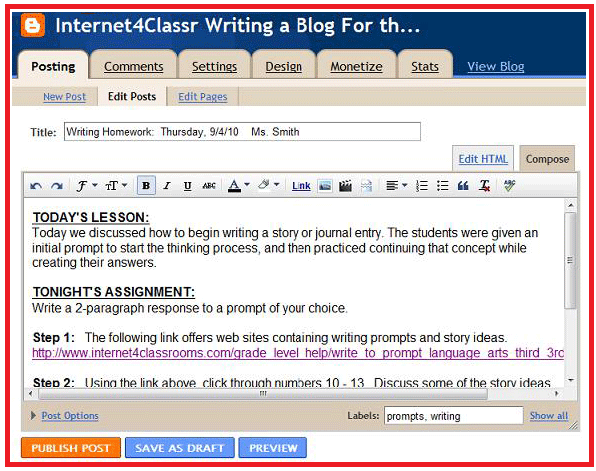 Internet4Classr Writing a Blog For th...
Posting Comments Settings Design Monetize Stats View Blog
New Post Edit Posts Edit Pages
Title: Writing Homework: Thursday, 9/4/10 Ms. Smith
Edit HTML Compose
F TT B I U ABC A Link T ABC
TODAY'S LESSON:
Today we discussed how to begin writing a story or journal entry. The students were given an
initial prompt to start the thinking process, and then practiced continuing that concept while
creating their answers.
TONIGHT'S ASSIGNMENT:
Write a 2-paragraph response to a prompt of your choice.
Step 1: The following link offers web sites containing writing prompts and story ideas.
http://www.internet4classrooms.com/grade_level_help/write_to_prompt_language_arts_third_3rc
Step 2: Using the link above, click through numbers 10 - 13. Discuss some of the story ideas
Post Options Labels: prompts, writing Show all
PUBLISH POST SAVE AS DRAFT PREVIEW